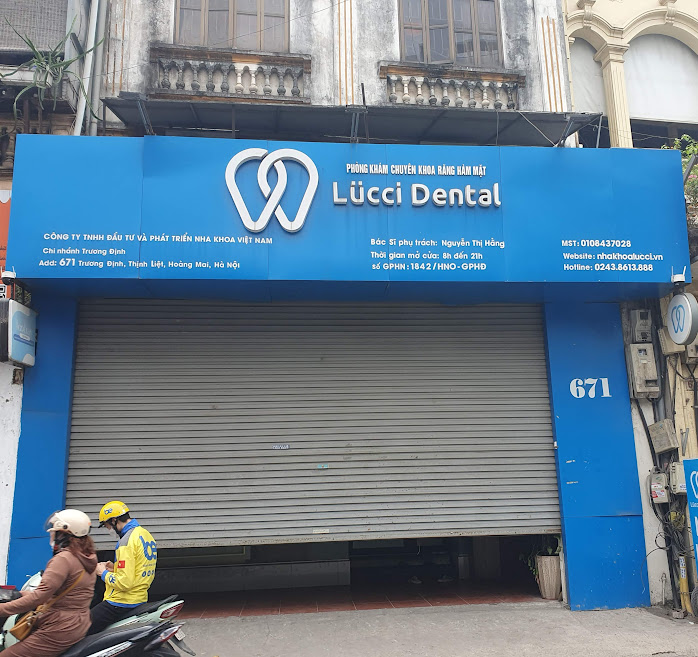 PHÒNG KHÁM CHUYÊN KHOA RĂNG HÀM MẶT
Lücci Dental
CÔNG TY TNHH ĐẦU TƯ VÀ PHÁT TRIỂN NHA KHOA VIỆT NAM
Chi nhánh Trương Định
Add: 671 Trương Định, Thịnh Liệt, Hoàng Mai, Hà Nội
Bác Sĩ phụ trách: Nguyễn Thị Hằng
Thời gian mở cửa: 8h đến 21h
số GPHN: 1842/HNO-GPHĐ
MST: 0108437028
Website: nhakhoalucci.vn
Hotline: 0243.8613.888
671
be